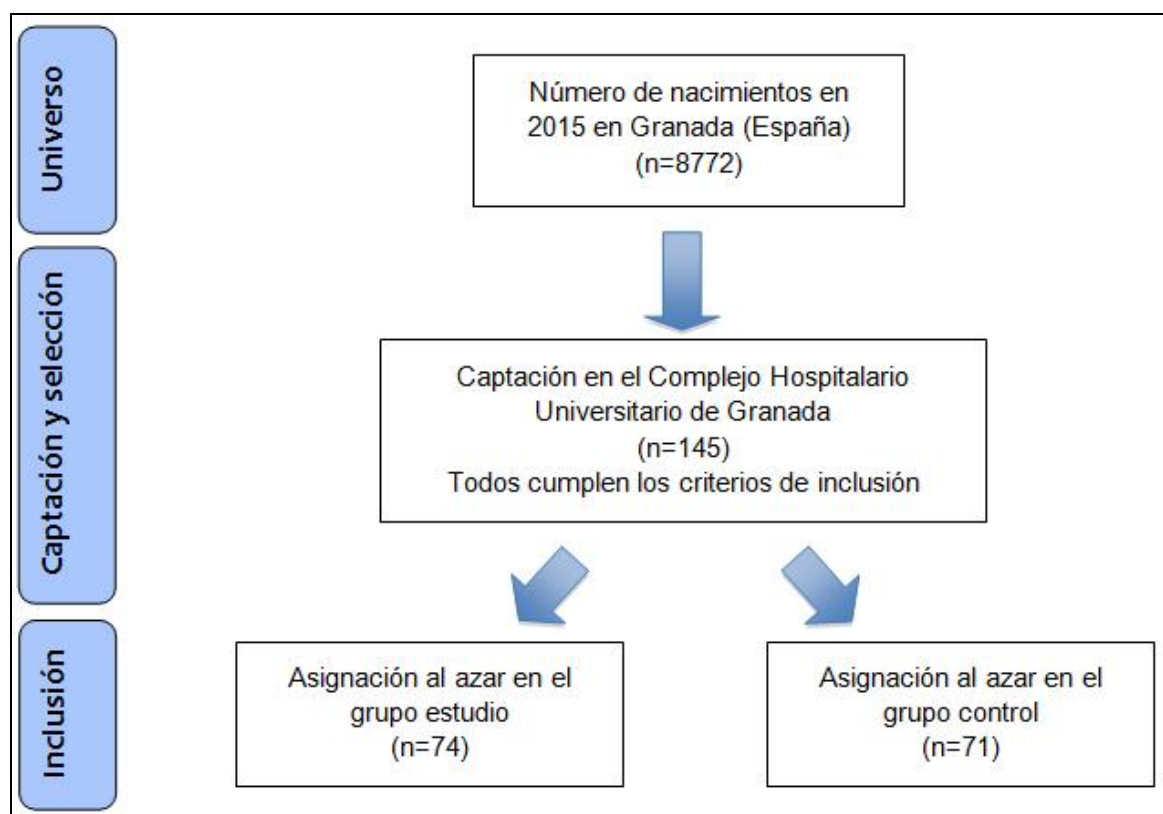 Universo
Número de nacimientos en
2015 en Granada (España)
(n=8772)
Captación y selección
Captación en el Complejo Hospitalario
Universitario de Granada
(n=145)
Todos cumplen los criterios de inclusión
Inclusión
Asignación al azar en el
grupo estudio
(n=74)
Asignación al azar en el
grupo control
(n=71)